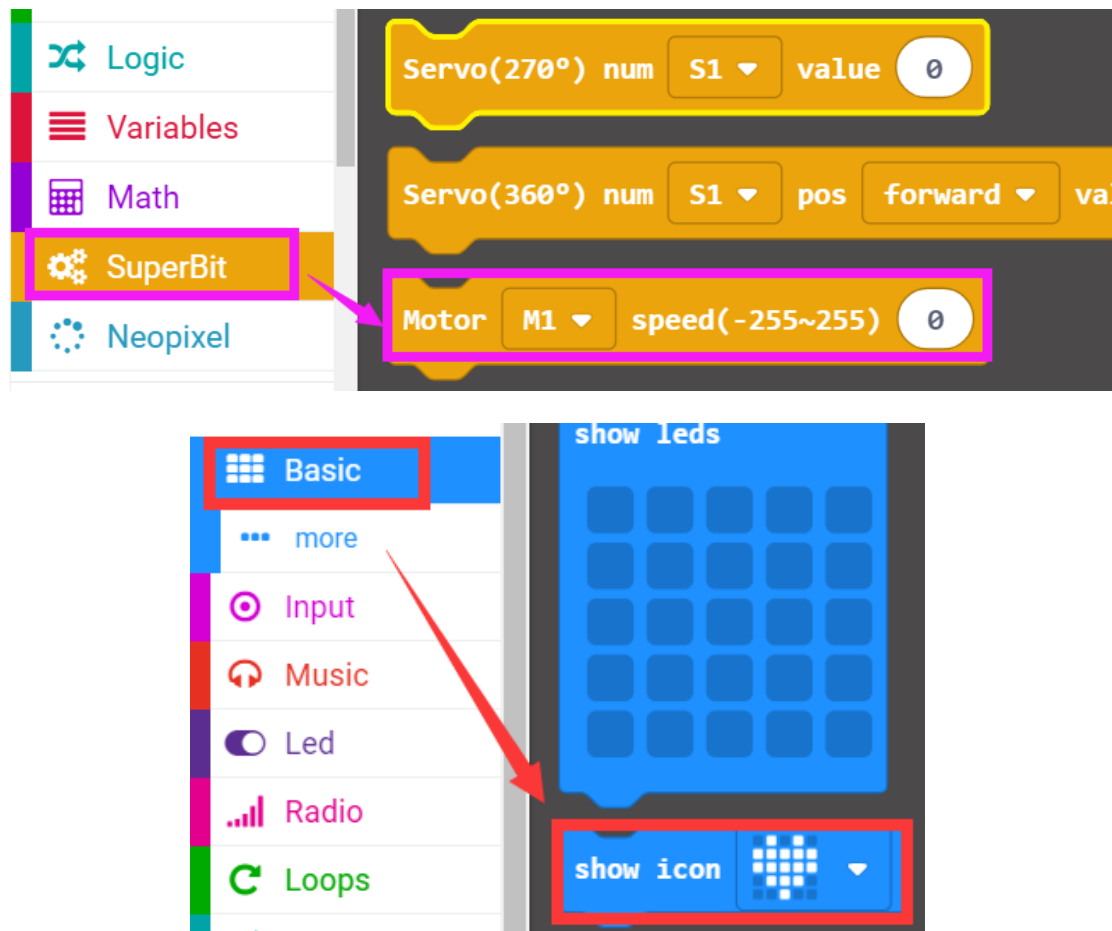 Logic
Variables
Math
SuperBit
Neopixel
Servo(270°) num S1 value 0
Servo(360°) num S1 pos forward
Motor M1 speed(-255~255) 0
Basic
more
Input
Music
Led
Radio
Loops
show leds
show icon